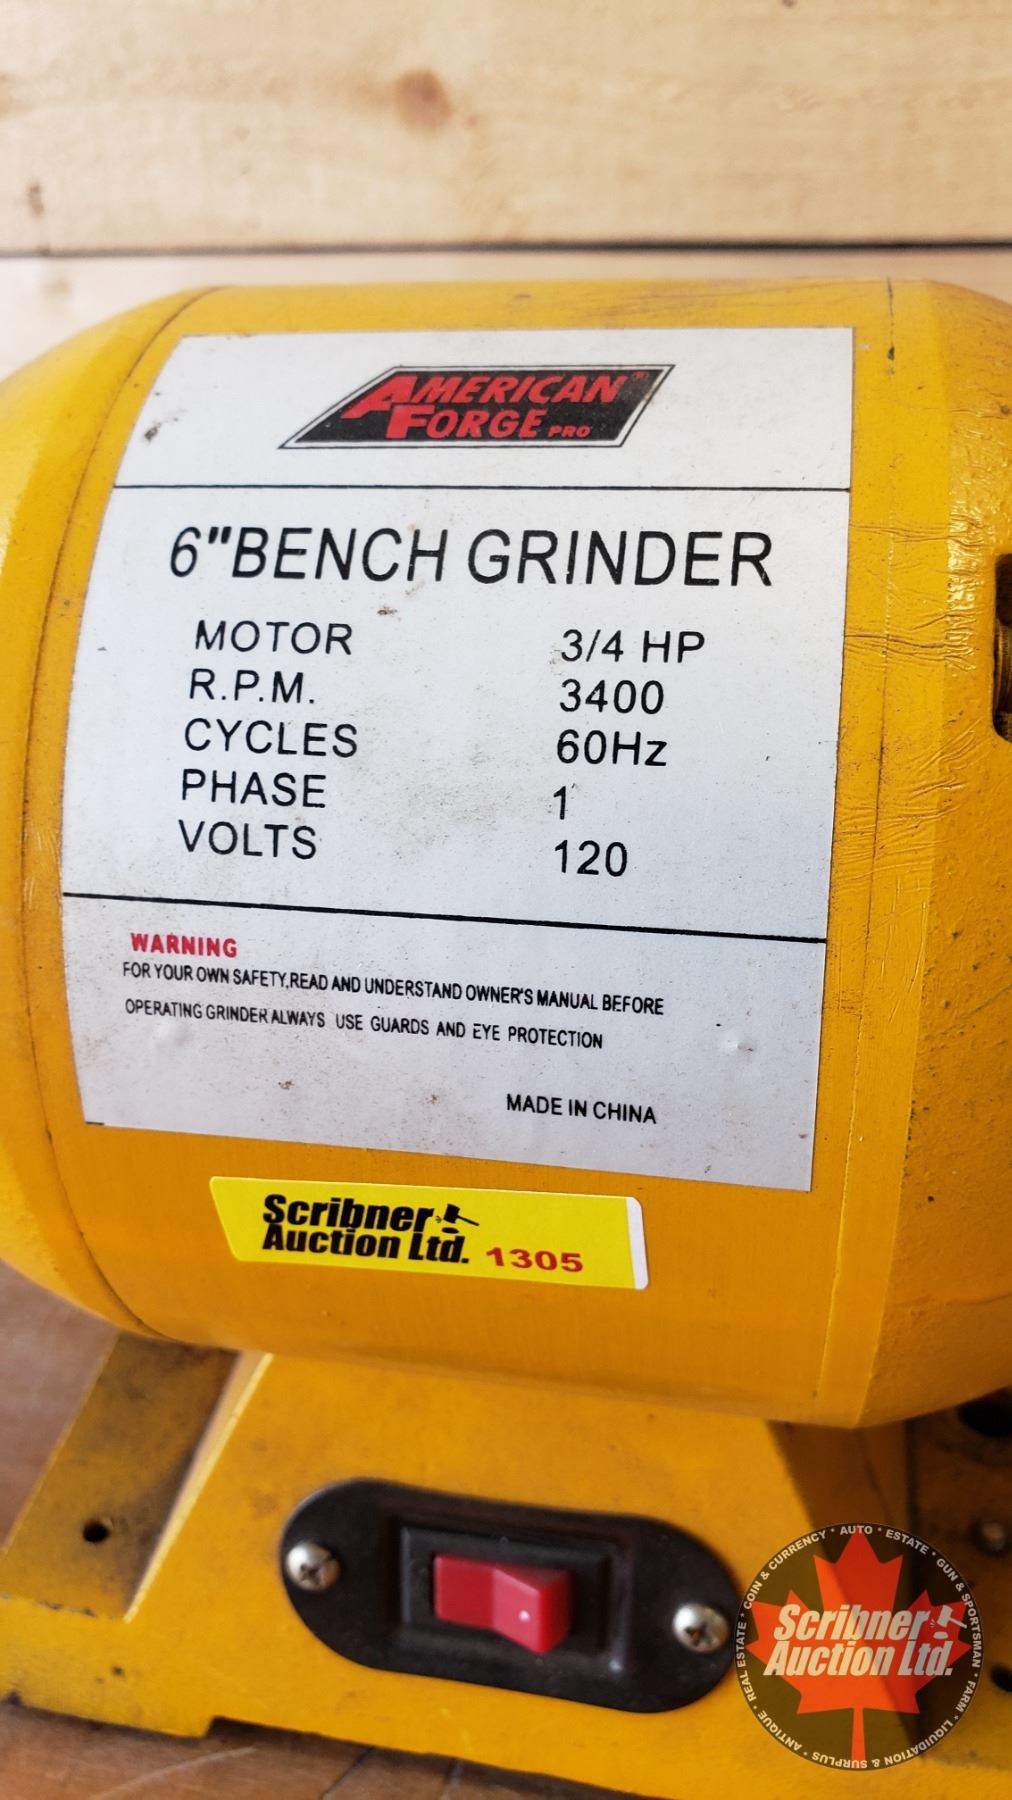 AMERICAN®
FORGE PRO
6"BENCH GRINDER
MOTOR 3/4 HP
R.P.M. 3400
CYCLES 60Hz
PHASE 1
VOLTS 120
WARNING
FOR YOUR OWN SAFETY,READ AND UNDERSTAND OWNER'S MANUAL BEFORE
OPERATING GRINDER ALWAYS USE GUARDS AND EYE PROTECTION
MADE IN CHINA
Scribner
Auction Ltd. 1305
ANTIQUE * REAL ESTATE * COIN & CURRENCY * AUTO * ESTATE * GUN & SPORTSMAN * FARM * LIQUIDATION & SURPLUS *
Scribner
Auction Ltd.